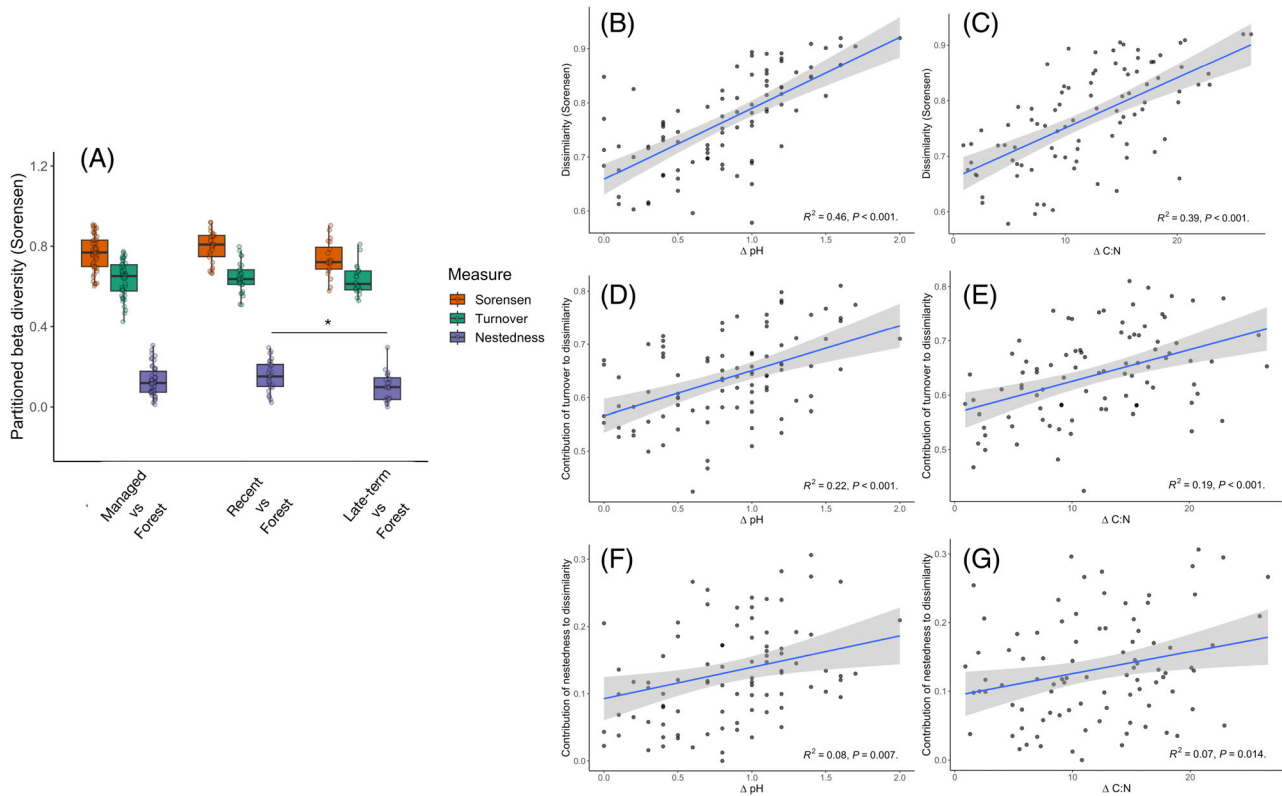 (A)
Partitioned beta diversity (Sorensen)
1.2
0.8
0.4
0.0
*
Managed
vs
Forest
Recent
vs
Forest
Late-term
vs
Forest
Measure
Sorensen
Turnover
Nestedness
(B)
Dissimilarity (Sorensen)
0.9
0.8
0.7
0.6
0.0 0.5 1.0 1.5 2.0
Δ pH
R² = 0.46, P < 0.001.
(C)
Dissimilarity (Sorensen)
0.9
0.8
0.7
0.6
0 10 20
Δ C:N
R² = 0.39, P < 0.001.
(D)
Contribution of turnover to dissimilarity
0.8
0.7
0.6
0.5
0.0 0.5 1.0 1.5 2.0
Δ pH
R² = 0.22, P < 0.001.
(E)
Contribution of turnover to dissimilarity
0.8
0.7
0.6
0.5
0 10 20
Δ C:N
R² = 0.19, P < 0.001.
(F)
Contribution of nestedness to dissimilarity
0.3
0.2
0.1
0.0
0.0 0.5 1.0 1.5 2.0
Δ pH
R² = 0.08, P = 0.007.
(G)
Contribution of nestedness to dissimilarity
0.3
0.2
0.1
0.0
0 10 20
Δ C:N
R² = 0.07, P = 0.014.